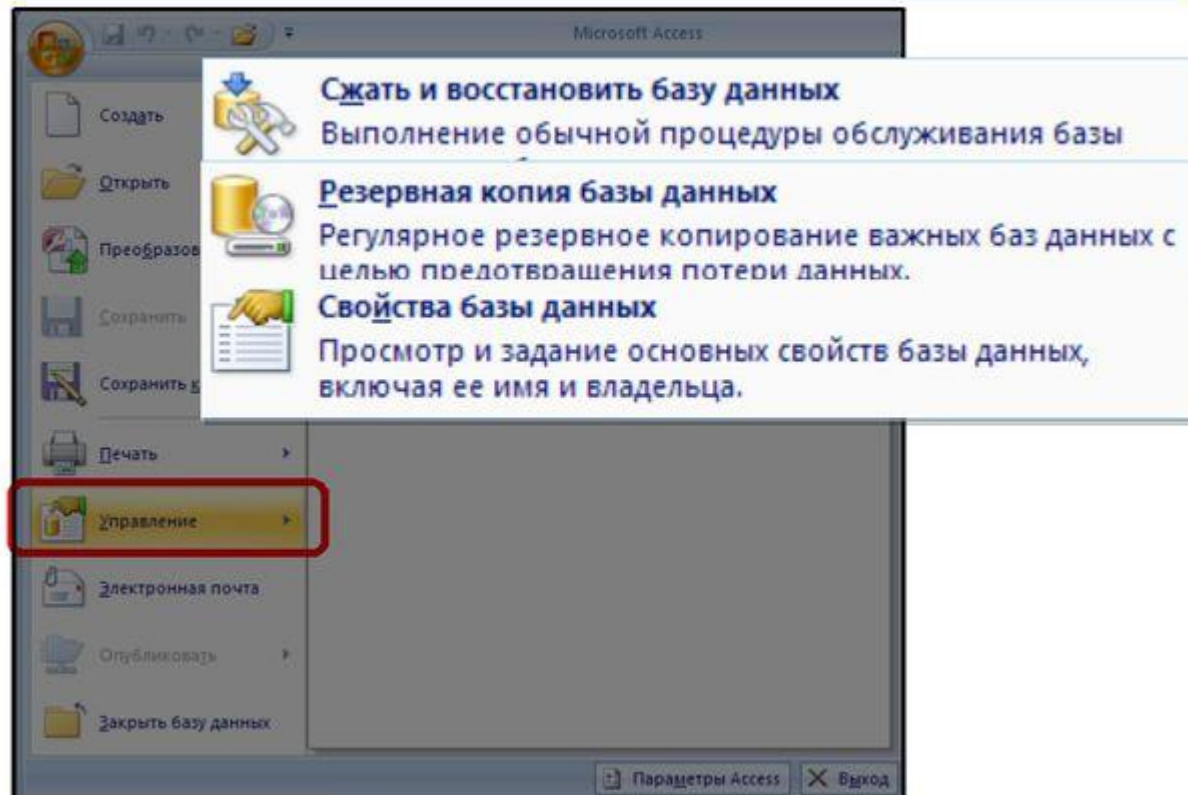 Microsoft Access
Создать
Открыть
Сохранить
Сохранить к
Печать
Управление
Электронная почта
Опубликовать
Закрыть базу данных
Сжать и восстановить базу данных
Выполнение обычной процедуры обслуживания базы
Резервная копия базы данных
Регулярное резервное копирование важных баз данных с
целью предотвращения потери данных.
Свойства базы данных
Просмотр и задание основных свойств базы данных,
включая ее имя и владельца.
Параметры Access
Выход